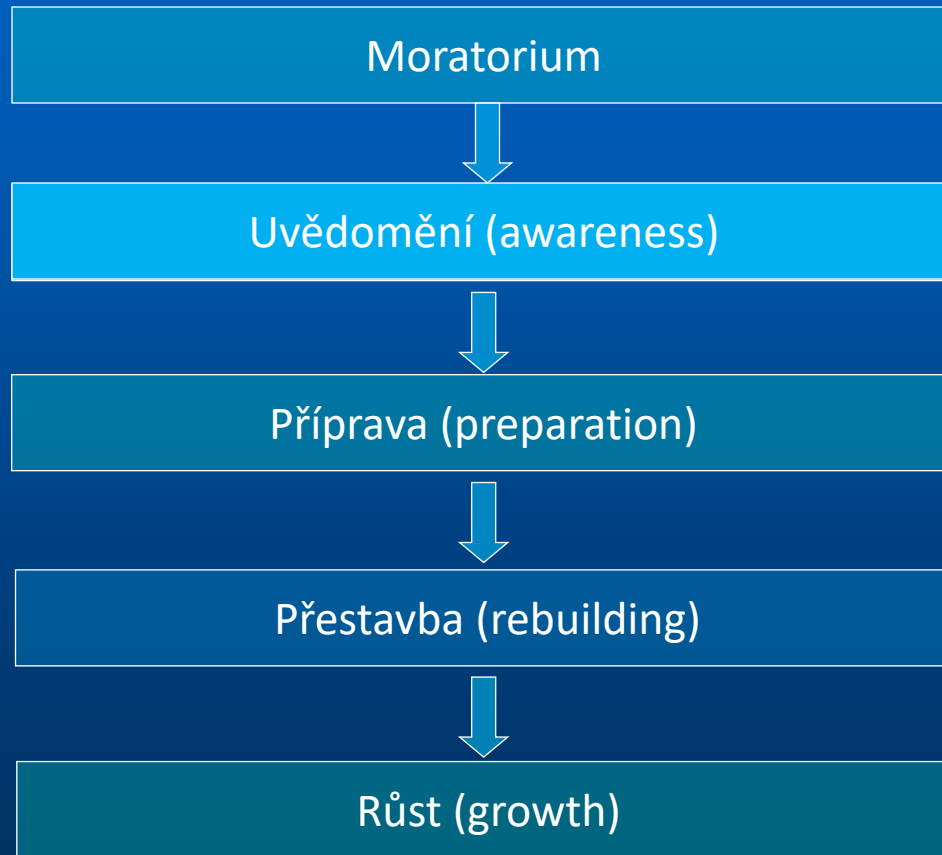 Moratorium
Uvědomění (awareness)
Příprava (preparation)
Přestavba (rebuilding)
Růst (growth)